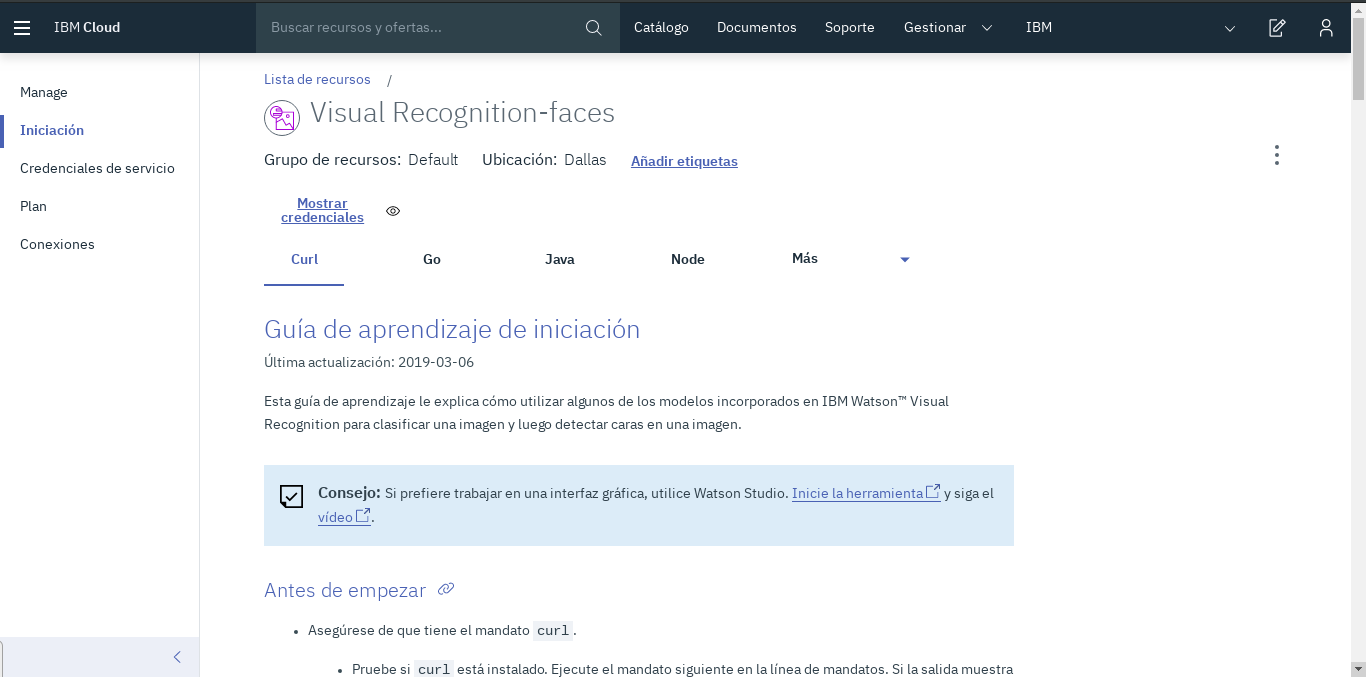 IBM Cloud
Buscar recursos y ofertas...
Catálogo
Documentos
Soporte
Gestionar
IBM
Manage
Iniciación
Credenciales de servicio
Plan
Conexiones
Lista de recursos /
Visual Recognition-faces
Grupo de recursos: Default Ubicación: Dallas Añadir etiquetas
Mostrar
credenciales
Curl Go Java Node Más
Guía de aprendizaje de iniciación
Última actualización: 2019-03-06
Esta guía de aprendizaje le explica cómo utilizar algunos de los modelos incorporados en IBM Watson™ Visual
Recognition para clasificar una imagen y luego detectar caras en una imagen.
Consejo: Si prefiere trabajar en una interfaz gráfica, utilice Watson Studio. Inicie la herramienta y siga el
vídeo.
Antes de empezar
• Asegúrese de que tiene el mandato curl.
• Pruebe si curl está instalado. Ejecute el mandato siguiente en la línea de mandatos. Si la salida muestra